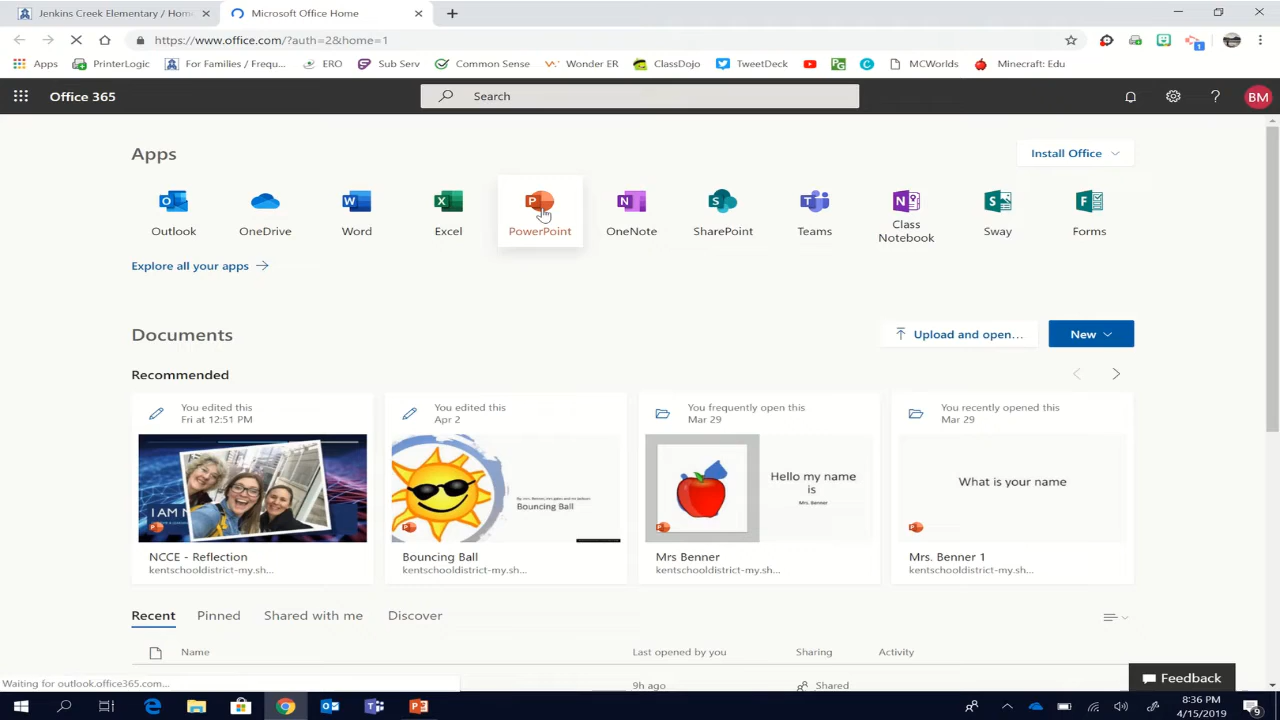 Jenkins Creek Elementary / Hom
Microsoft Office Home
https://www.office.com/?auth=2&home=1
1
Apps
PrinterLogic
For Families / Frequ...
ERO
Sub Serv
Common Sense
Wonder ER
ClassDojo
TweetDeck
PG
C
MCWorlds
Minecraft: Edu
Office 365
Search
?
BM
Apps
Install Office
Outlook
OneDrive
Word
Excel
PowerPoint
OneNote
SharePoint
Teams
Class
Notebook
Sway
Forms
Explore all your apps
Documents
Upload and open...
New
Recommended
You edited this
Fri at 12:51 PM
You edited this
Apr 2
You frequently open this
Mar 29
You recently opened this
Mar 29
I AM
Bouncing Ball
Hello my name
is
Mrs. Benner
What is your name
NCCE - Reflection
kentschooldistrict-my.sh...
Bouncing Ball
kentschooldistrict-my.sh...
Mrs Benner
kentschooldistrict-my.sh...
Mrs. Benner 1
kentschooldistrict-my.sh...
Recent
Pinned
Shared with me
Discover
Name
Last opened by you
Sharing
Activity
9h ago
Shared
Feedback
Waiting for outlook.office365.com...
8:36 PM
4/15/2019
9